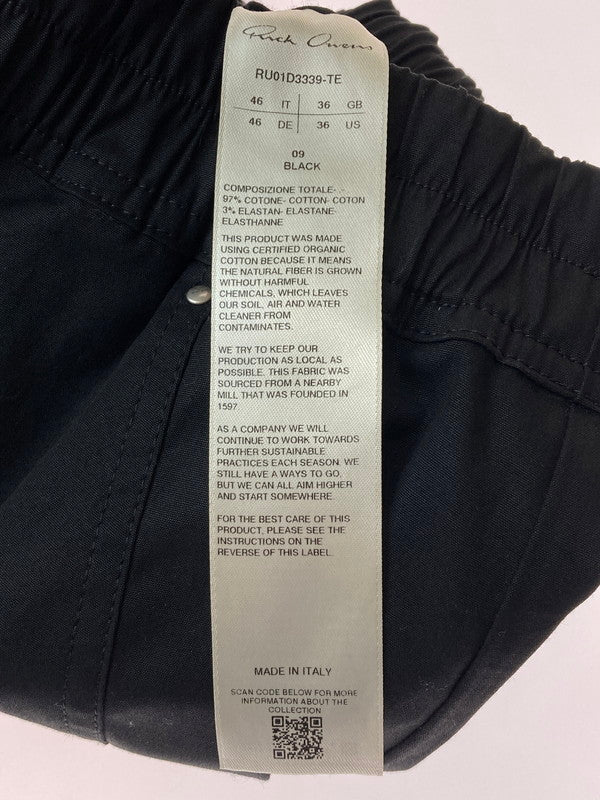 Rick Owens
RU01D3339-TE
46 IT 36 GB
46 DE 36 US
09
BLACK
COMPOSIZIONE TOTALE- .-
97% COTONE- COTTON- COTON
3% ELASTAN- ELASTANE-
ELASTHANNE
THIS PRODUCT WAS MADE
USING CERTIFIED ORGANIC
COTTON BECAUSE IT MEANS
THE NATURAL FIBER IS GROWN
WITHOUT HARMFUL
CHEMICALS, WHICH LEAVES
OUR SOIL, AIR AND WATER
CLEANER FROM
CONTAMINATES.
WE TRY TO KEEP OUR
PRODUCTION AS LOCAL AS
POSSIBLE. THIS FABRIC WAS
SOURCED FROM A NEARBY
MILL THAT WAS FOUNDED IN
159?
AS A COMPANY WE WILL
CONTINUE TO WORK TOWARDS
FURTHER SUSTAINABLE
PRACTICES EACH SEASON. WE
STILL HAVE A WAYS TO GO,
BUT WE CAN ALL AIM HIGHER
AND START SOMEWHERE.
FOR THE BEST CARE OF THIS
PRODUCT, PLEASE SEE THE
INSTRUCTIONS ON THE
REVERSE OF THIS LABEL.
MADE IN ITALY
SCAN CODE BELOW FOR MORE
INFORMATION ABOUT THE
COLLECTION